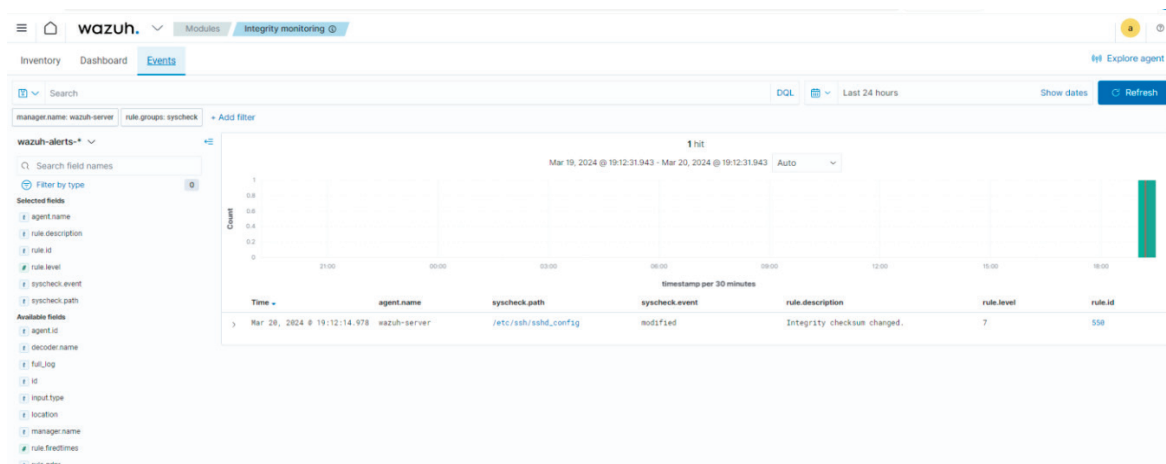 wazuh. Modules Integrity monitoring a
Inventory Dashboard Events Explore agent
Search DQL Last 24 hours Show dates Refresh
manager.name: wazuh-server rule.groups: syscheck + Add filter
wazuh-alerts-*
Search field names
Filter by type 0
Selected fields
t agent.name
t rule.description
t rule.id
# rule.level
t syscheck.event
t syscheck.path
Available fields
t agent.id
t decoder.name
t full_log
t id
t input.type
t location
t manager.name
# rule.firedtimes
1 hit
Mar 19, 2024 @ 19:12:31.943 - Mar 20, 2024 @ 19:12:31.943 Auto
Count
1
0.8
0.6
0.4
0.2
0
21:00 00:00 03:00 06:00 09:00 12:00 15:00 18:00
timestamp per 30 minutes
Time agent.name syscheck.path syscheck.event rule.description rule.level rule.id
Mar 20, 2024 @ 19:12:14.978 wazuh-server /etc/ssh/sshd_config modified Integrity checksum changed. 7 550